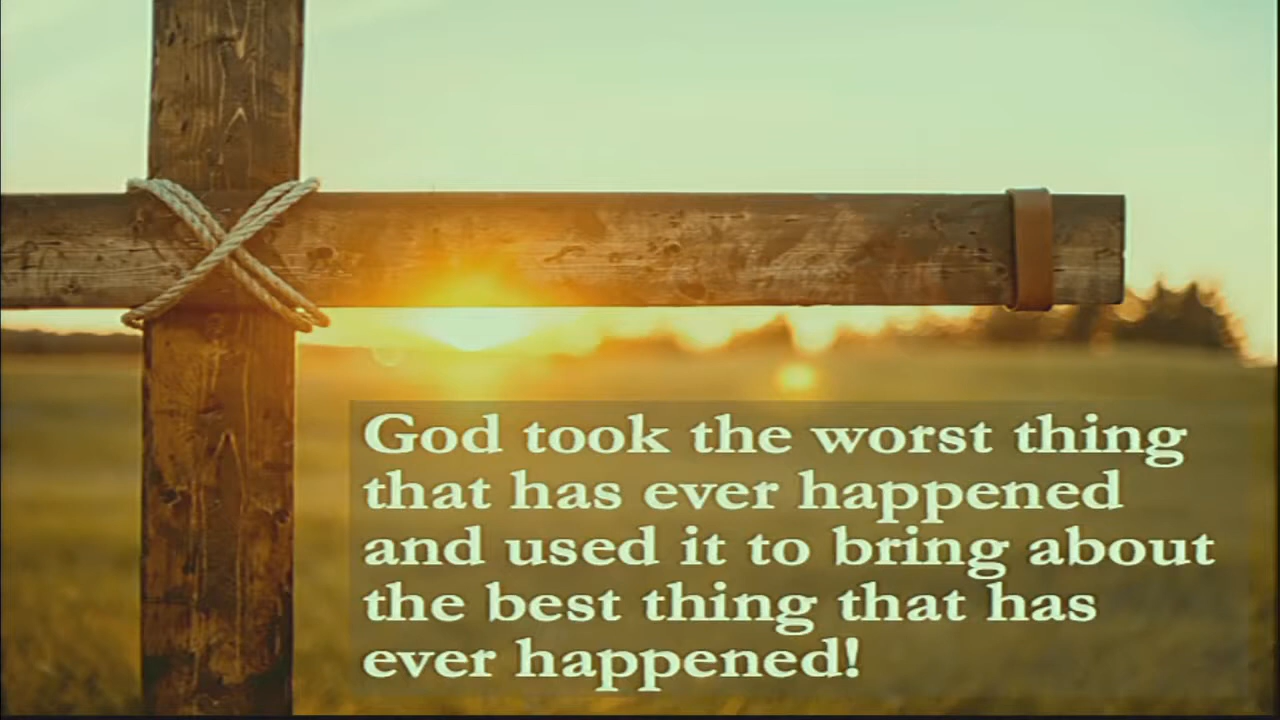 God took the worst thing
that has ever happened
and used it to bring about
the best thing that has
ever happened!